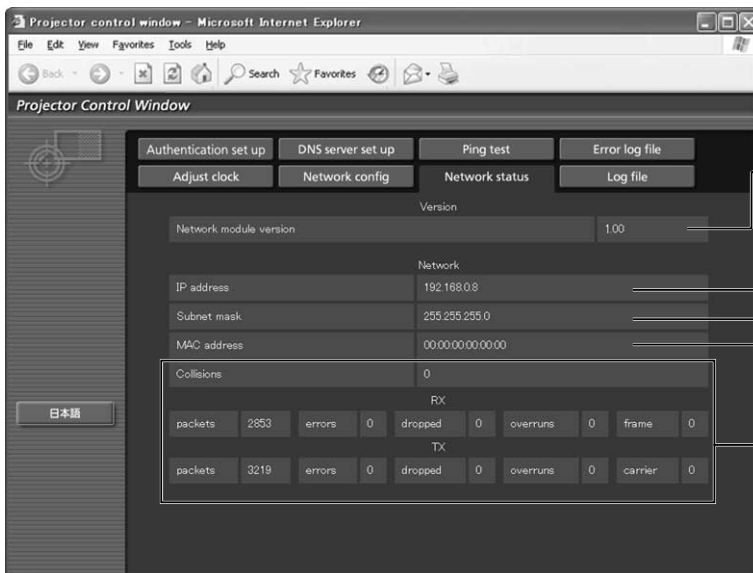 Projector control window - Microsoft Internet Explorer
File Edit View Favorites Tools Help
Back Search Favorites
Projector Control Window
Authentication set up DNS server set up Ping test Error log file
Adjust clock Network config Network status Log file
Version
Network module version 1.00
Network
IP address 192.168.0.8
Subnet mask 255.255.255.0
MAC address 00:00:00:00:00:00
Collisions 0
RX
日本語
packets 2853 errors 0 dropped 0 overruns 0 frame 0
TX
packets 3219 errors 0 dropped 0 overruns 0 carrier 0